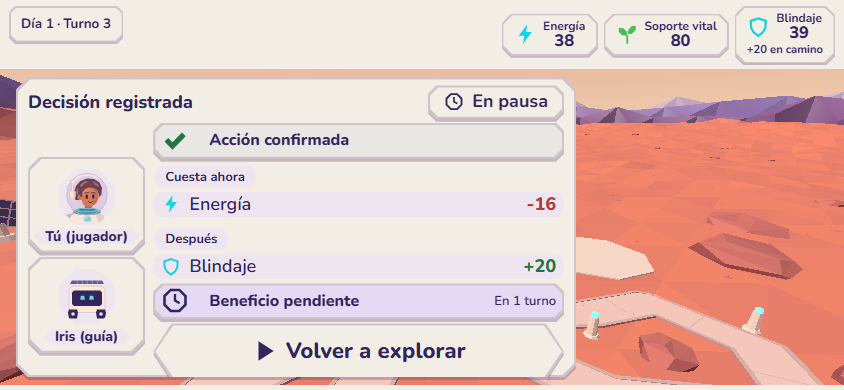 Día 1 · Turno 3
Energía
38
Soporte vital
80
Blindaje
39
+20 en camino
Decisión registrada
En pausa
Acción confirmada
Cuesta ahora
Energía -16
Tú (jugador)
Después
Blindaje +20
Beneficio pendiente En 1 turno
Iris (guía)
Volver a explorar